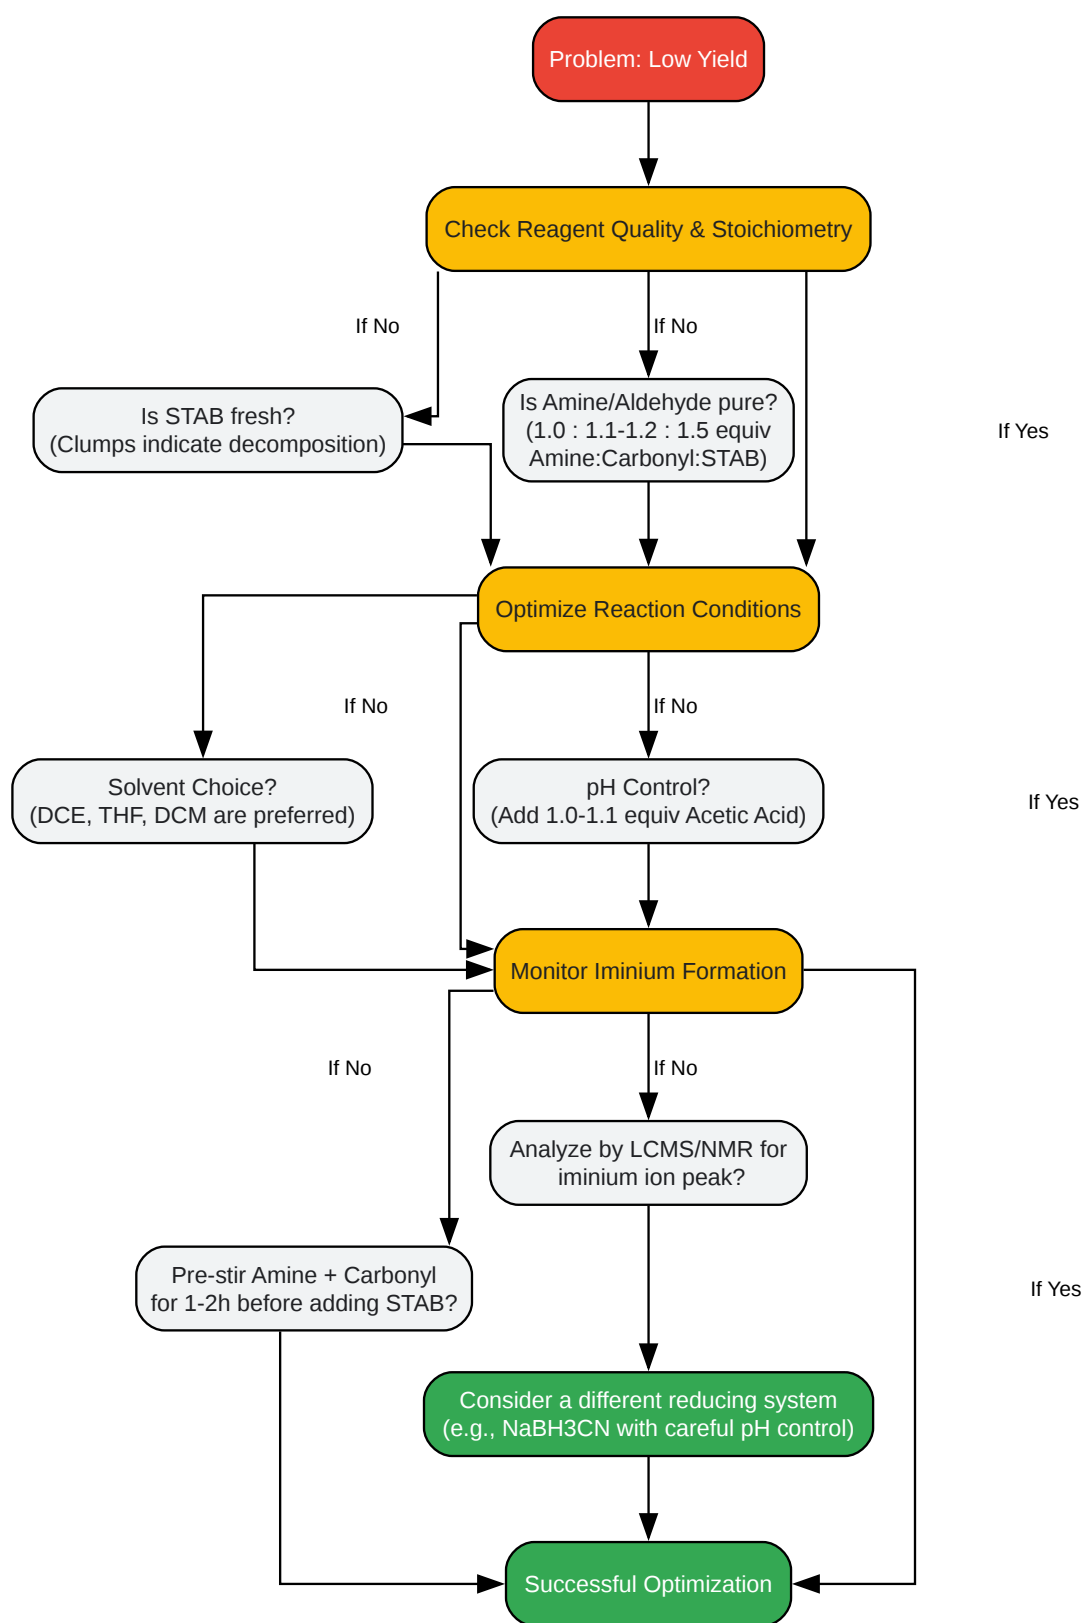 Problem: Low Yield
Check Reagent Quality & Stoichiometry
If No
If No
Is STAB fresh?
(Clumps indicate decomposition)
Is Amine/Aldehyde pure?
(1.0 : 1.1-1.2 : 1.5 equiv
Amine:Carbonyl:STAB)
If Yes
Optimize Reaction Conditions
If No
If No
Solvent Choice?
(DCE, THF, DCM are preferred)
pH Control?
(Add 1.0-1.1 equiv Acetic Acid)
If Yes
Monitor Iminium Formation
If No
If No
Analyze by LCMS/NMR for
iminium ion peak?
Pre-stir Amine + Carbonyl
for 1-2h before adding STAB?
If Yes
Consider a different reducing system
(e.g., NaBH3CN with careful pH control)
Successful Optimization